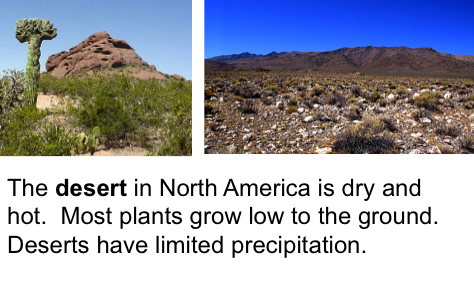 The desert in North America is dry and
hot.  Most plants grow low to the ground.
Deserts have limited precipitation.